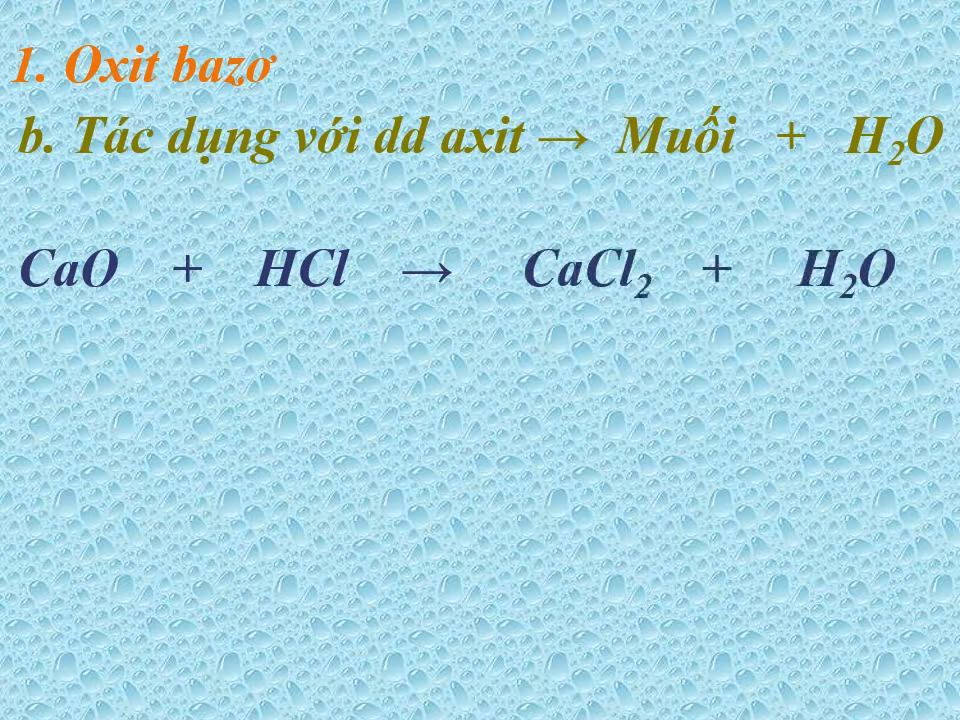 1. Oxit bazơ
b. Tác dụng với dd axit → Muối + H₂O
CaO + HCl → CaCl₂ + H₂O